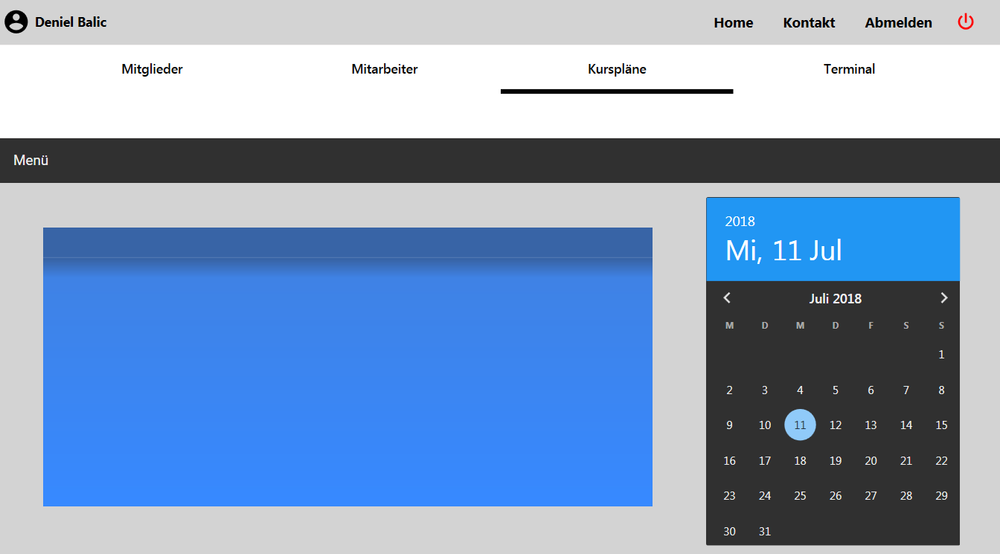 Deniel Balic Home Kontakt Abmelden
Mitglieder Mitarbeiter Kurspläne Terminal
Menü
2018
Mi, 11 Jul
Juli 2018
M D M D F S S
1
2 3 4 5 6 7 8
9 10 11 12 13 14 15
16 17 18 19 20 21 22
23 24 25 26 27 28 29
30 31